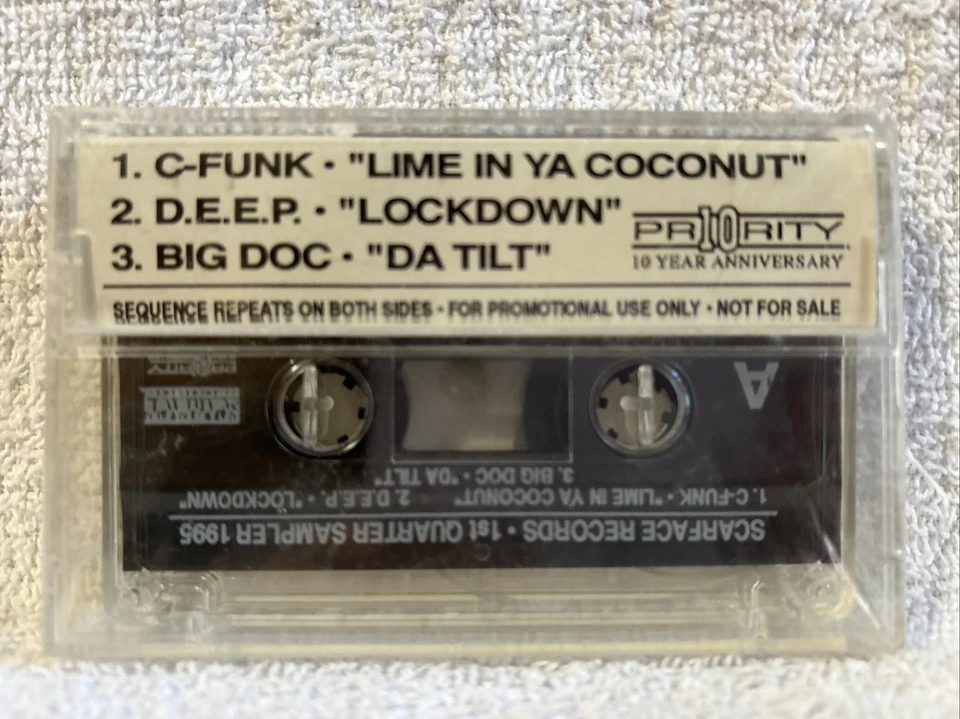 1. C-FUNK • "LIME IN YA COCONUT"
2. D.E.E.P. • "LOCKDOWN"
3. BIG DOC • "DA TILT"
PRIORITY
10 YEAR ANNIVERSARY
SEQUENCE REPEATS ON BOTH SIDES • FOR PROMOTIONAL USE ONLY • NOT FOR SALE
SCARFACE RECORDS • 1st QUARTER SAMPLER 1995
1. C-FUNK • "LIME IN YA COCONUT" 2. D.E.E.P. • "LOCKDOWN"
3. BIG DOC • "DA TILT"
A
PRIORITY